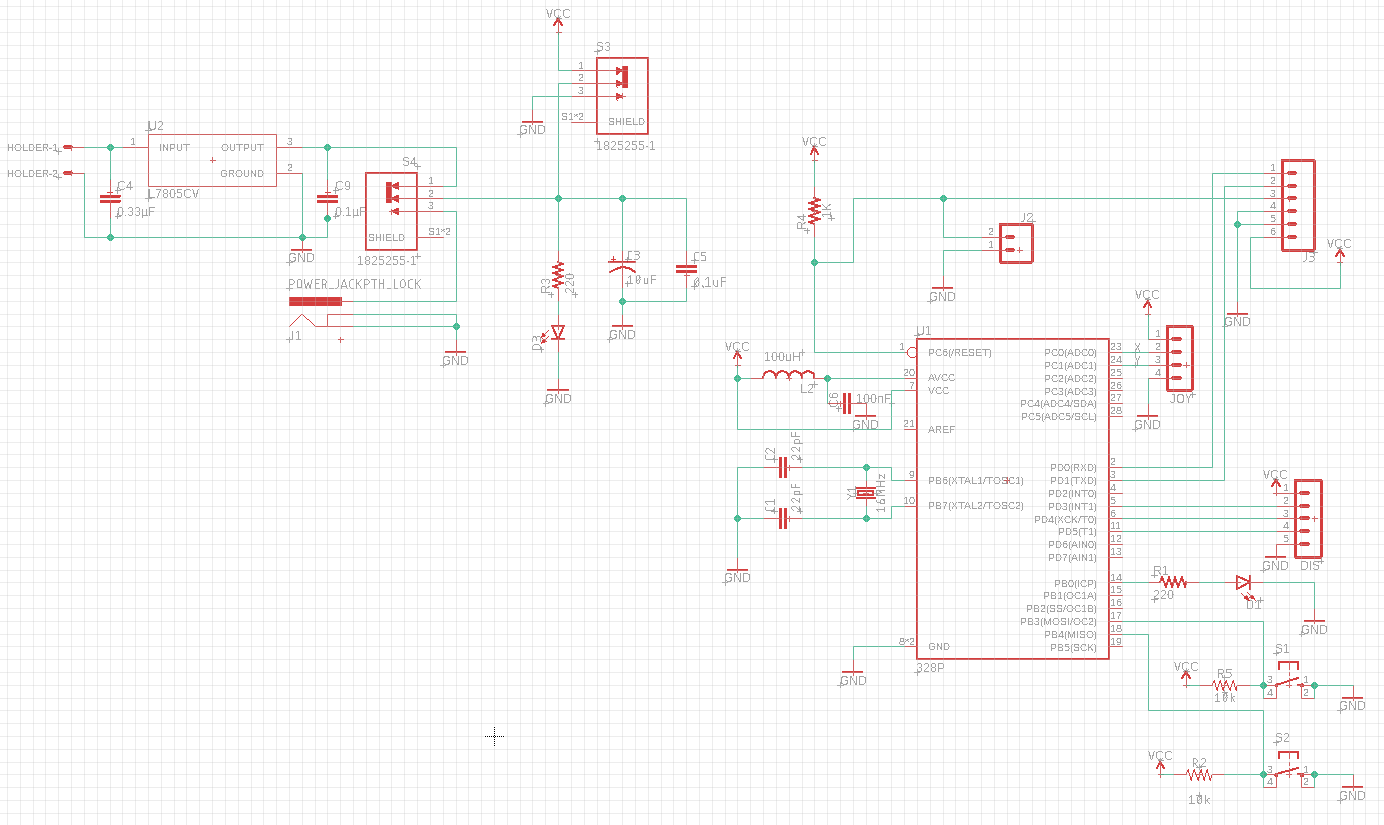 VCC
S3
1
2
3
S1*2
SHIELD
GND
1825255-1
U2
HOLDER-1
1
INPUT
OUTPUT
3
HOLDER-2
GROUND
2
L7805CV
C4
0.33µF
C9
0.1µF
GND
S4
1
2
3
SHIELD
S1*2
1825255-1
POWER_JACKPTH_LOCK
J1
GND
R3
220
D3
GND
C3
10uF
C5
0.1uF
GND
VCC
R4
1K
J2
2
1
GND
1
2
3
4
5
6
J3
VCC
GND
U1
1
PC6(/RESET)
20
AVCC
7
VCC
21
AREF
9
PB6(XTAL1/TOSC1)
10
PB7(XTAL2/TOSC2)
8*2
GND
328P
PC0(ADC0)
23
PC1(ADC1)
24
PC2(ADC2)
25
PC3(ADC3)
26
PC4(ADC4/SDA)
27
PC5(ADC5/SCL)
28
PD0(RXD)
2
PD1(TXD)
3
PD2(INT0)
4
PD3(INT1)
5
PD4(XCK/T0)
6
PD5(T1)
11
PD6(AIN0)
12
PD7(AIN1)
13
PB0(ICP)
14
PB1(OC1A)
15
PB2(SS/OC1B)
16
PB3(MOSI/OC2)
17
PB4(MISO)
18
PB5(SCK)
19
VCC
100uH
L2
C6
100nF
GND
C2
22pF
C1
22pF
Y1
16MHz
GND
GND
VCC
X
Y
1
2
3
4
JOY
GND
VCC
1
2
3
4
5
GND
DIS
R1
220
D1
GND
S1
VCC
R5
10k
3
4
1
2
GND
S2
VCC
R2
10k
3
4
1
2
GND